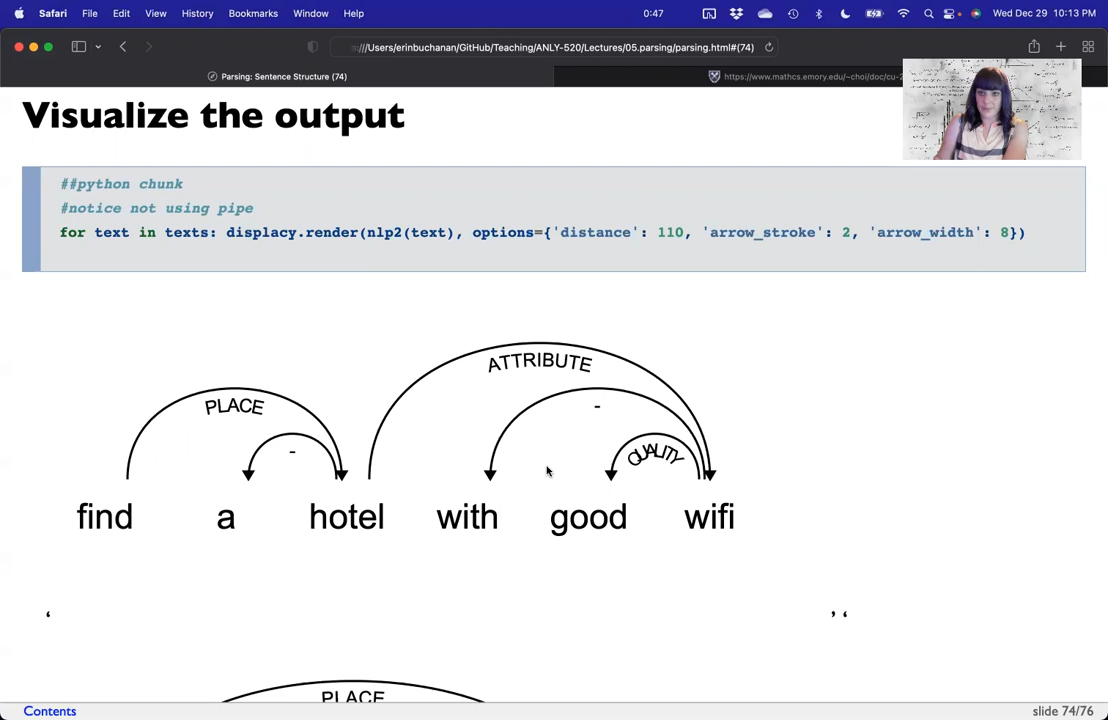 Safari File Edit View History Bookmarks Window Help 0:47 Wed Dec 29 10:13 PM
:///Users/erinbuchanan/GitHub/Teaching/ANLY-520/Lectures/05.parsing/parsing.html#(74)
Parsing: Sentence Structure (74) https://www.mathcs.emory.edu/~choi/doc/cu-2
Visualize the output
##python chunk
#notice not using pipe
for text in texts: displacy.render(nlp2(text), options={'distance': 110, 'arrow_stroke': 2, 'arrow_width': 8})
ATTRIBUTE
PLACE -
- QUALITY
find a hotel with good wifi
‘ ’ ‘
PLACE
Contents slide 74/76